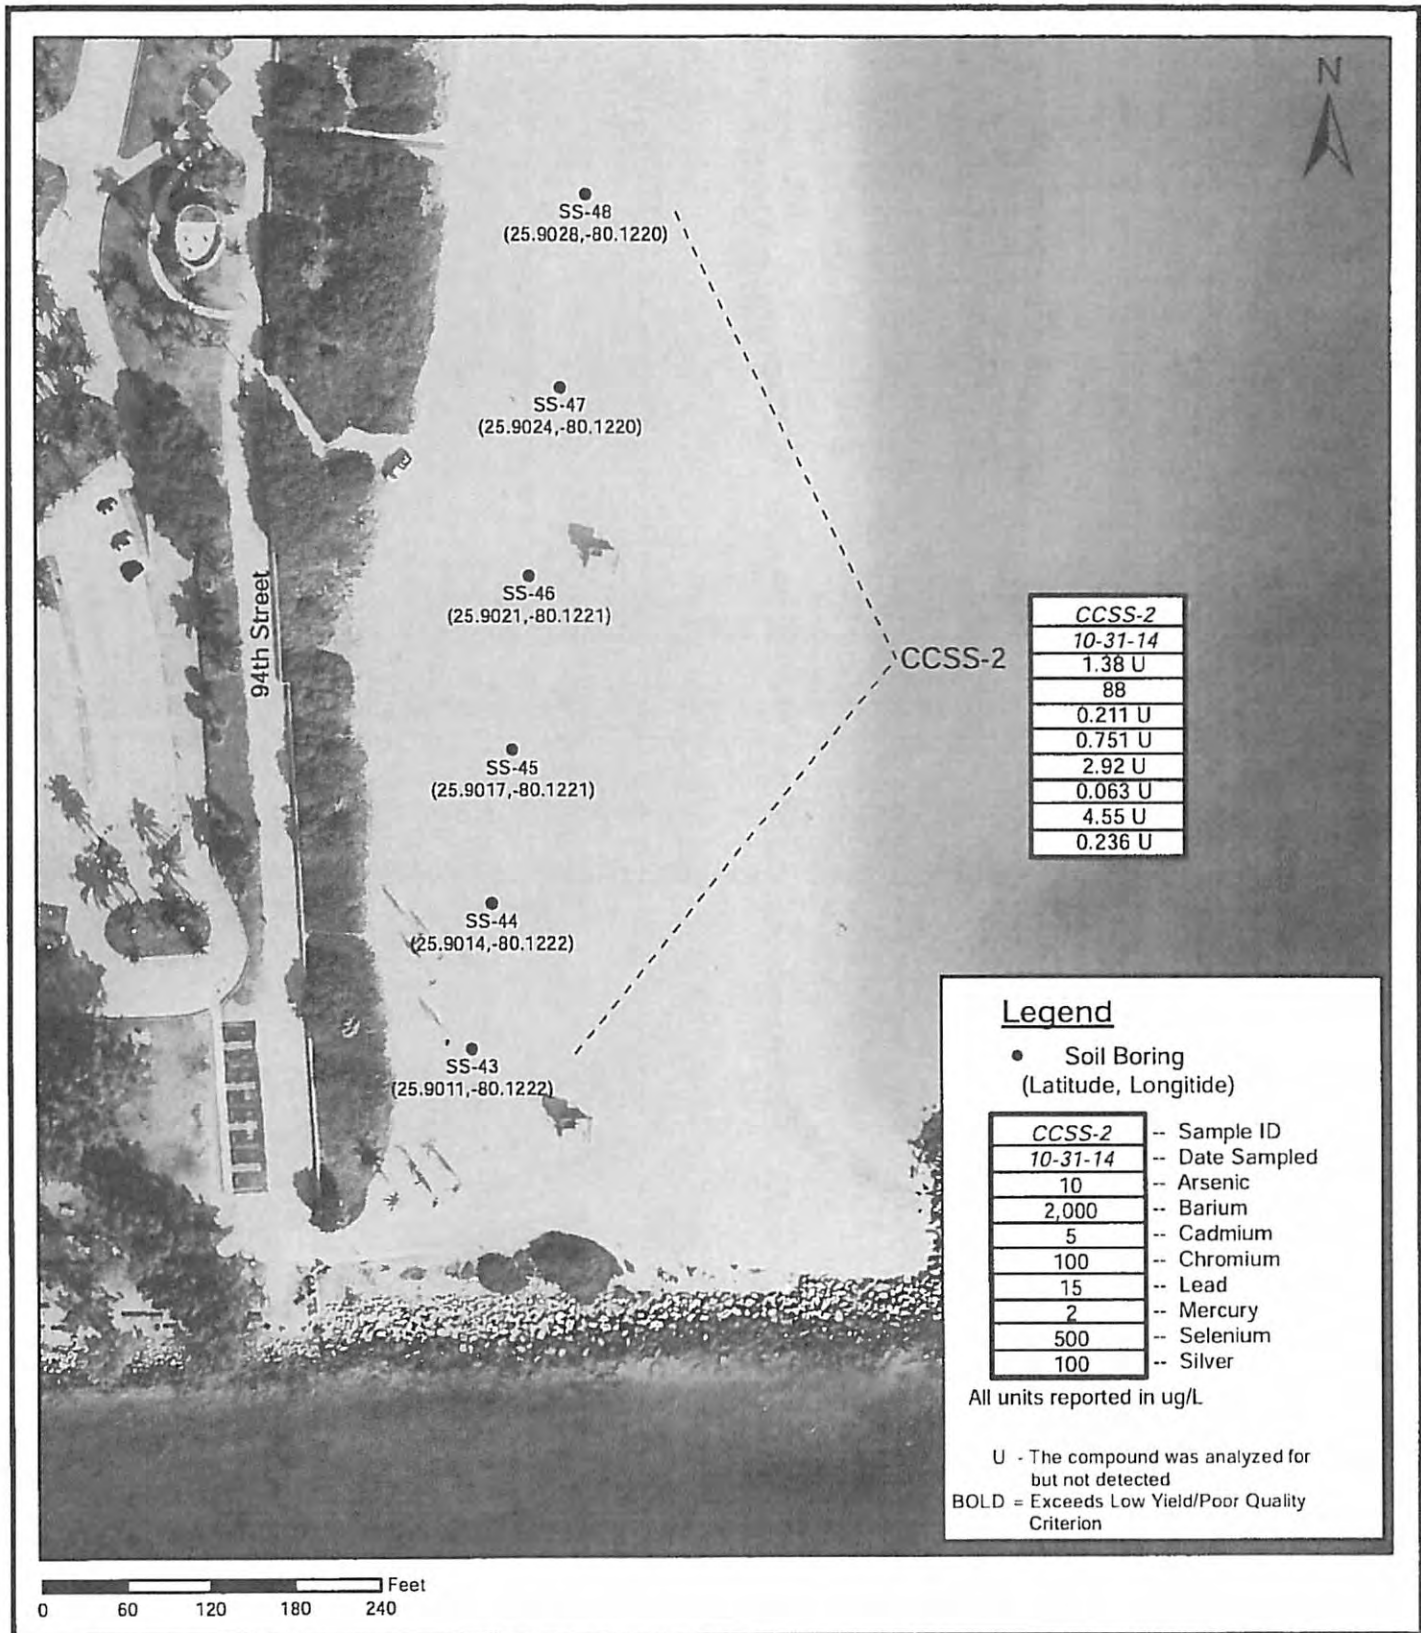 N
SS-48
(25.9028,-80.1220)
SS-47
(25.9024,-80.1220)
SS-46
(25.9021,-80.1221)
94th Street
CCSS-2
CCSS-2
10-31-14
1.38 U
88
0.211 U
0.751 U
2.92 U
0.063 U
4.55 U
0.236 U
SS-45
(25.9017,-80.1221)
SS-44
(25.9014,-80.1222)
SS-43
(25.9011,-80.1222)
Legend
Soil Boring
(Latitude, Longitide)
CCSS-2 -- Sample ID
10-31-14 -- Date Sampled
10 -- Arsenic
2,000 -- Barium
5 -- Cadmium
100 -- Chromium
15 -- Lead
2 -- Mercury
500 -- Selenium
100 -- Silver
All units reported in ug/L
U - The compound was analyzed for
but not detected
BOLD = Exceeds Low Yield/Poor Quality
Criterion
Feet
0 60 120 180 240